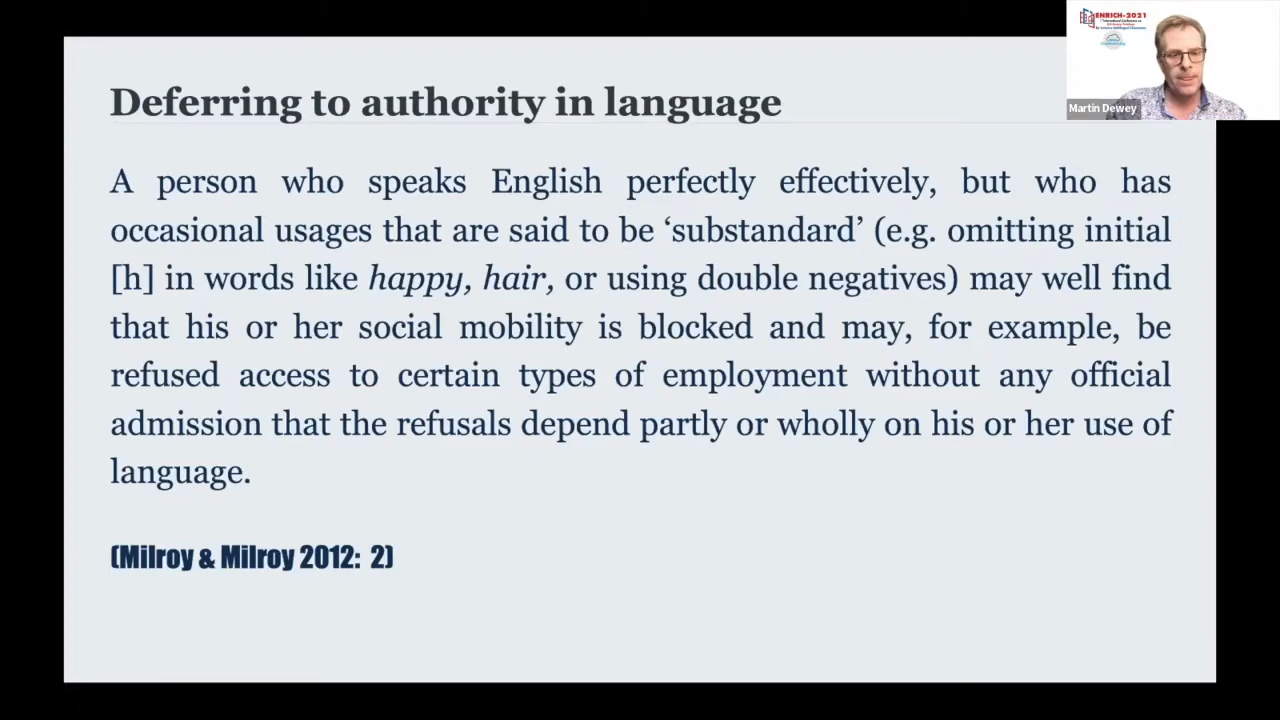 ENRICH-2021
Martin Dewey
Deferring to authority in language
A person who speaks English perfectly effectively, but who has
occasional usages that are said to be ‘substandard’ (e.g. omitting initial
[h] in words like happy, hair, or using double negatives) may well find
that his or her social mobility is blocked and may, for example, be
refused access to certain types of employment without any official
admission that the refusals depend partly or wholly on his or her use of
language.
(Milroy & Milroy 2012: 2)